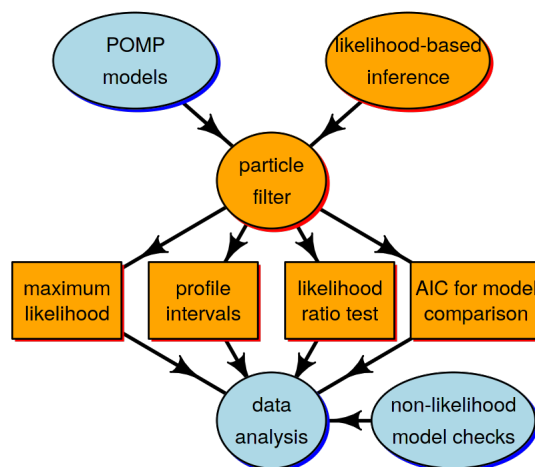 POMP
models
likelihood-based
inference
particle
filter
maximum
likelihood
profile
intervals
likelihood
ratio test
AIC for model
comparison
data
analysis
non-likelihood
model checks